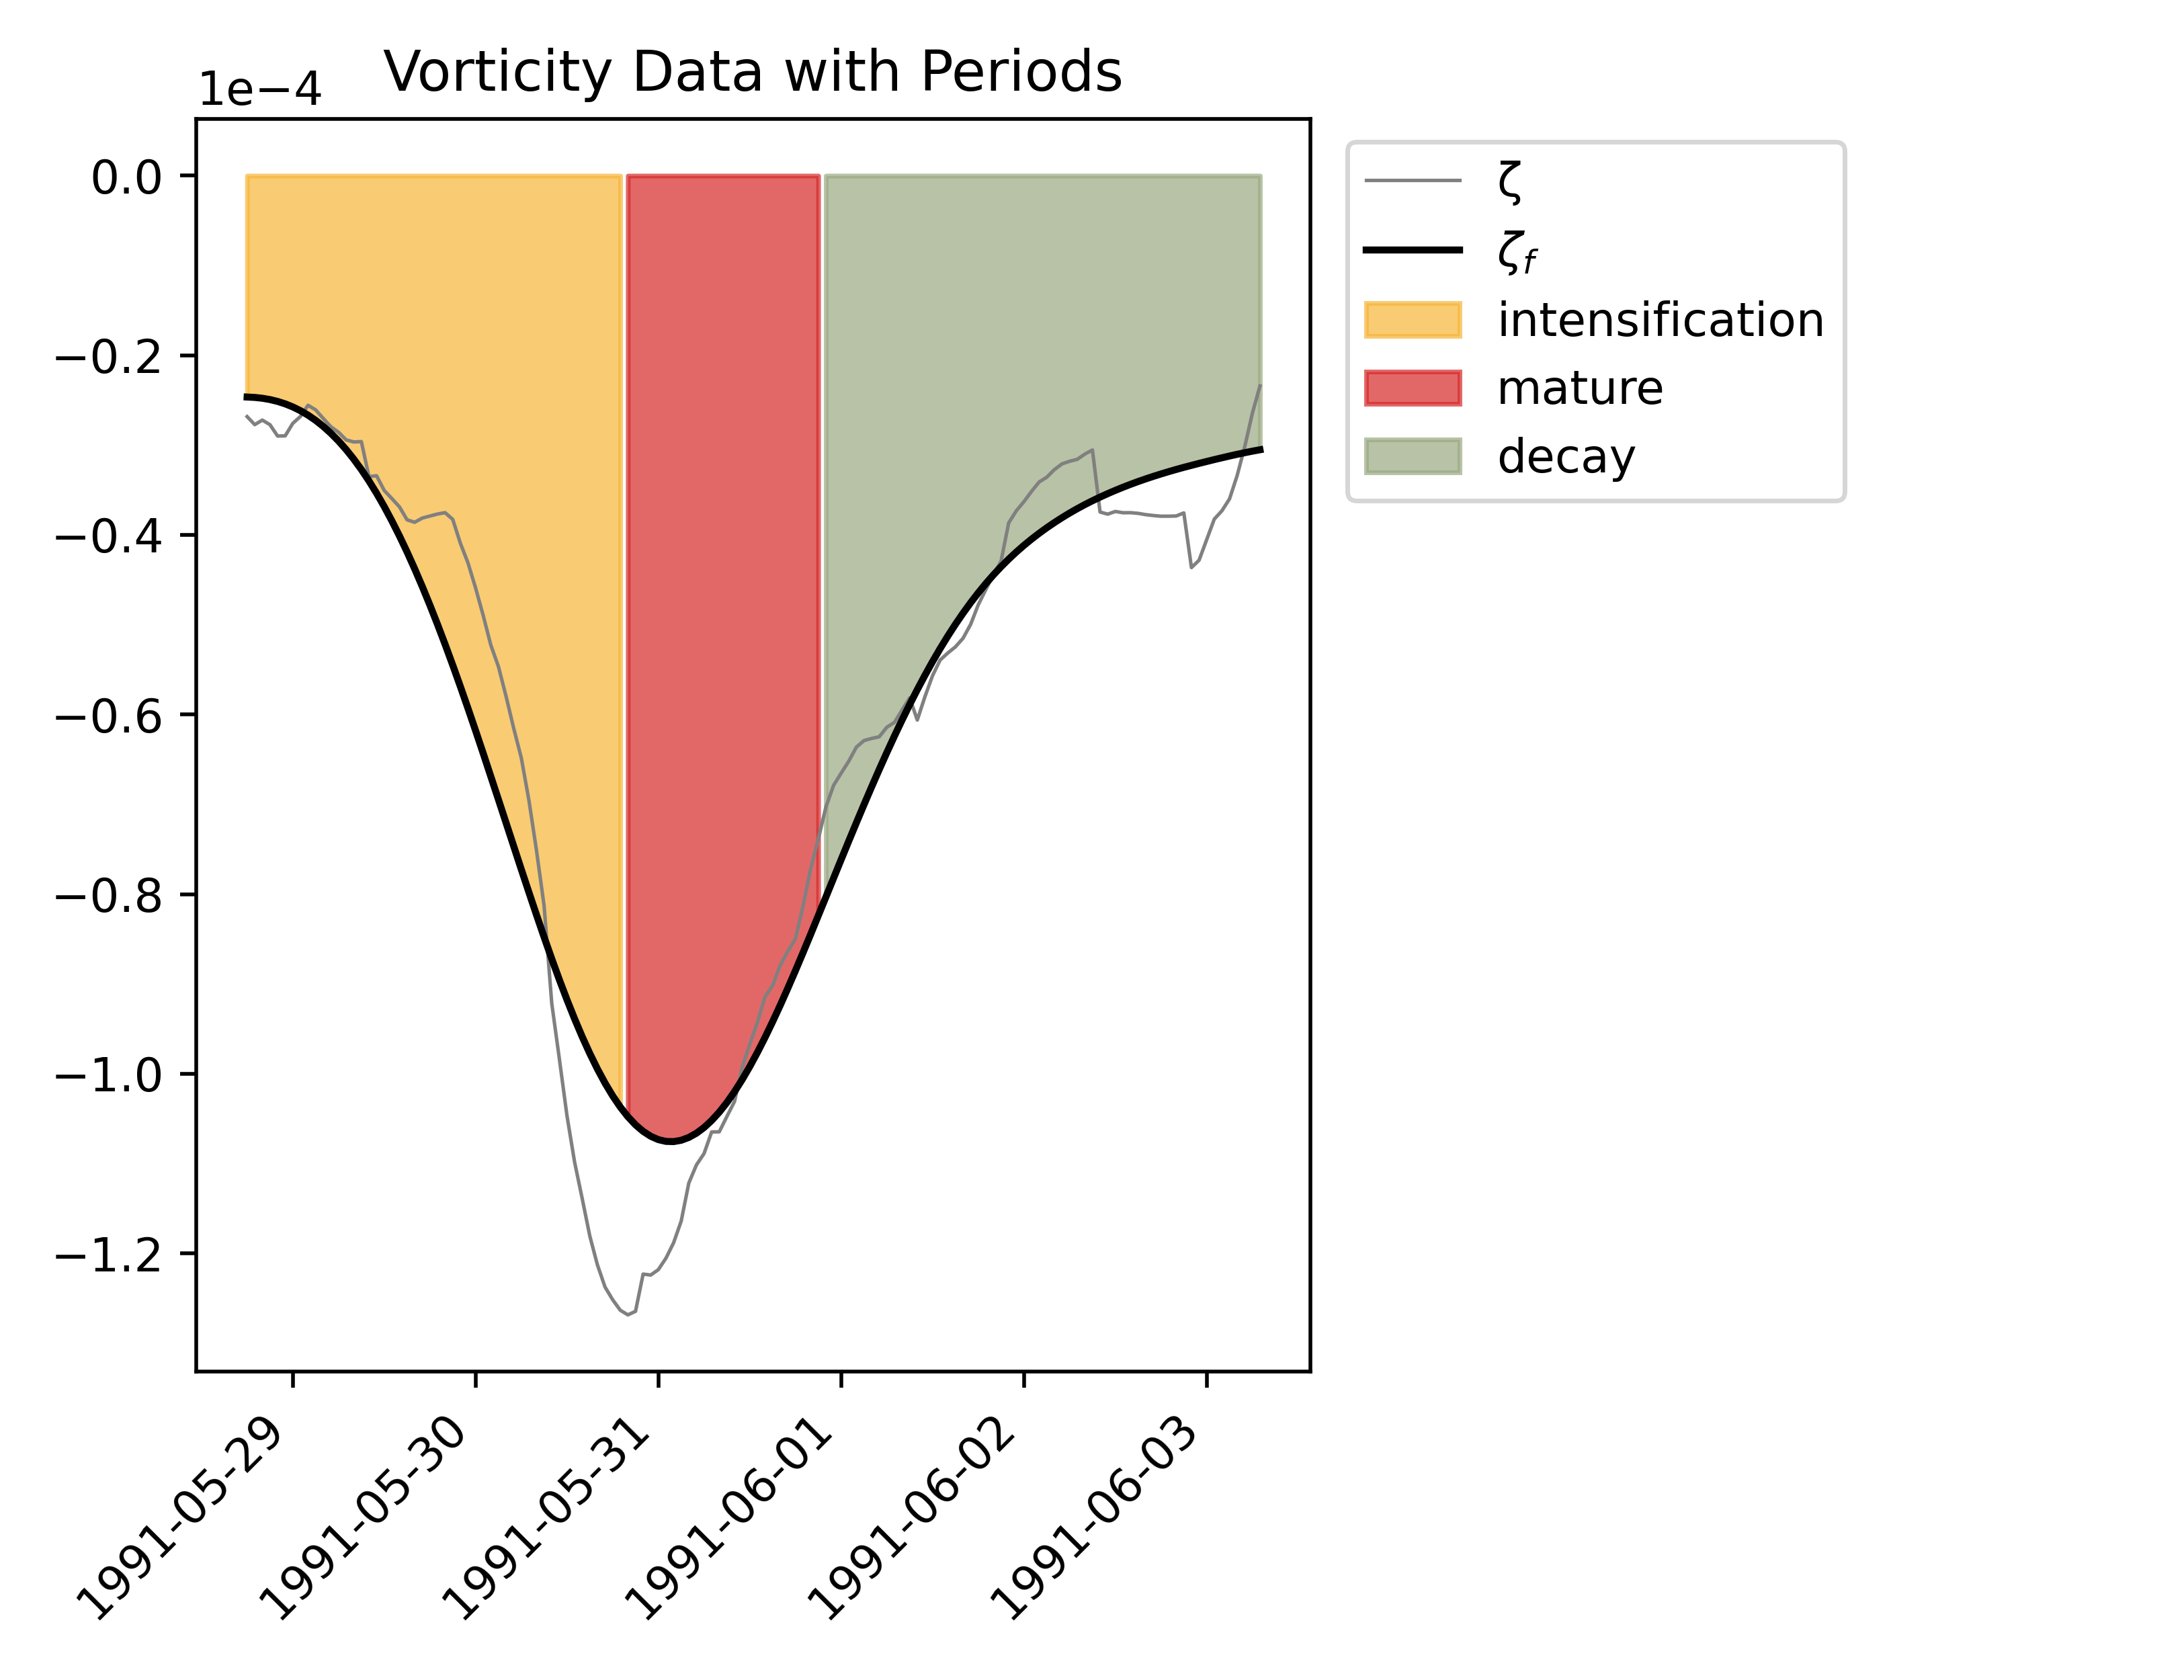 Vorticity Data with Periods
1e−4
0.0
−0.2
−0.4
−0.6
−0.8
−1.0
−1.2
1991-05-29
1991-05-30
1991-05-31
1991-06-01
1991-06-02
1991-06-03
ζ
ζf
intensification
mature
decay